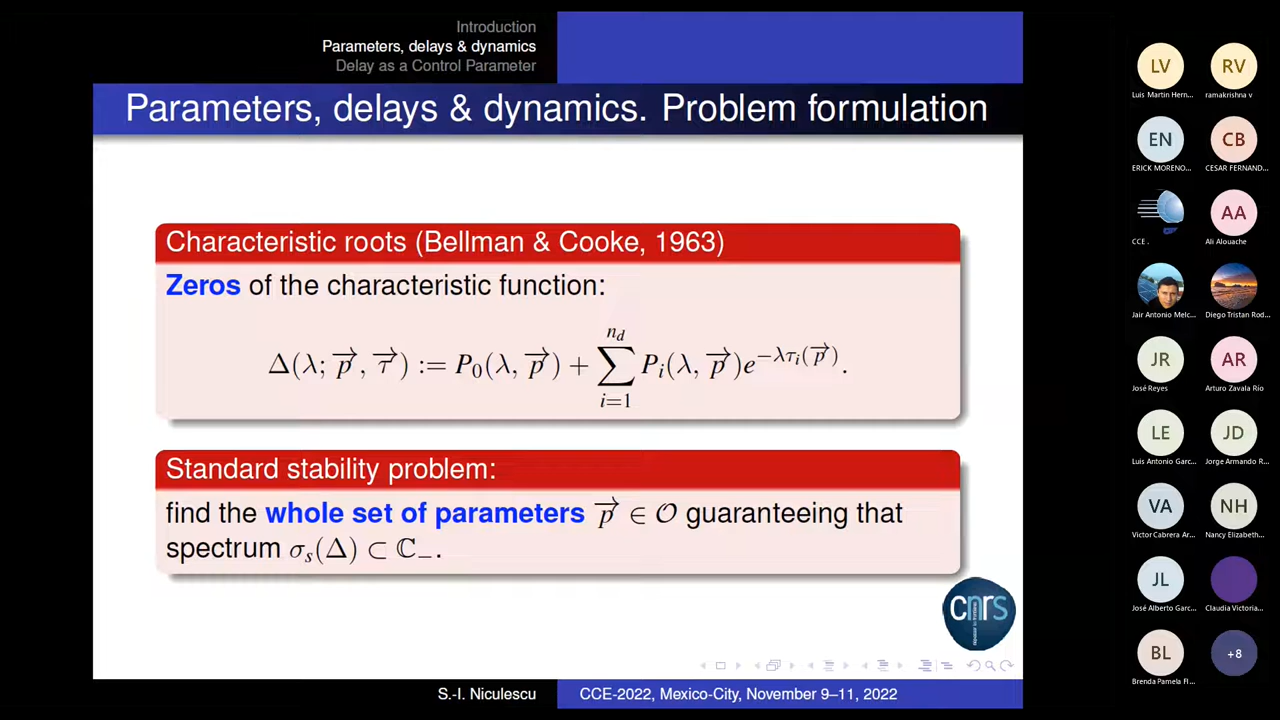 Introduction
Parameters, delays & dynamics
Delay as a Control Parameter
Parameters, delays & dynamics. Problem formulation
Characteristic roots (Bellman & Cooke, 1963)
Zeros of the characteristic function:
Δ(λ; p⃗, τ⃗) := P₀(λ, p⃗) + ∑_{i=1}^{n_d} P_i(λ, p⃗)e^{−λτ_i(p⃗)}.
Standard stability problem:
find the whole set of parameters p⃗ ∈ 𝒪 guaranteeing that
spectrum σ_s(Δ) ⊂ ℂ₋.
cnrs
S.-I. Niculescu
CCE-2022, Mexico-City, November 9–11, 2022
LV
Luis Martin Hern...
RV
ramakrishna v
EN
ERICK MORENO...
CB
CESAR FERNAND...
CCE .
AA
Ali Alouache
Jair Antonio Melc...
Diego Tristan Rod...
JR
José Reyes
AR
Arturo Zavala Río
LE
Luis Antonio Garc...
JD
Jorge Armando R...
VA
Victor Cabrera Ar...
NH
Nancy Elizabeth...
JL
José Alberto Garc...
Claudia Victoria...
BL
Brenda Pamela Fl...
+8